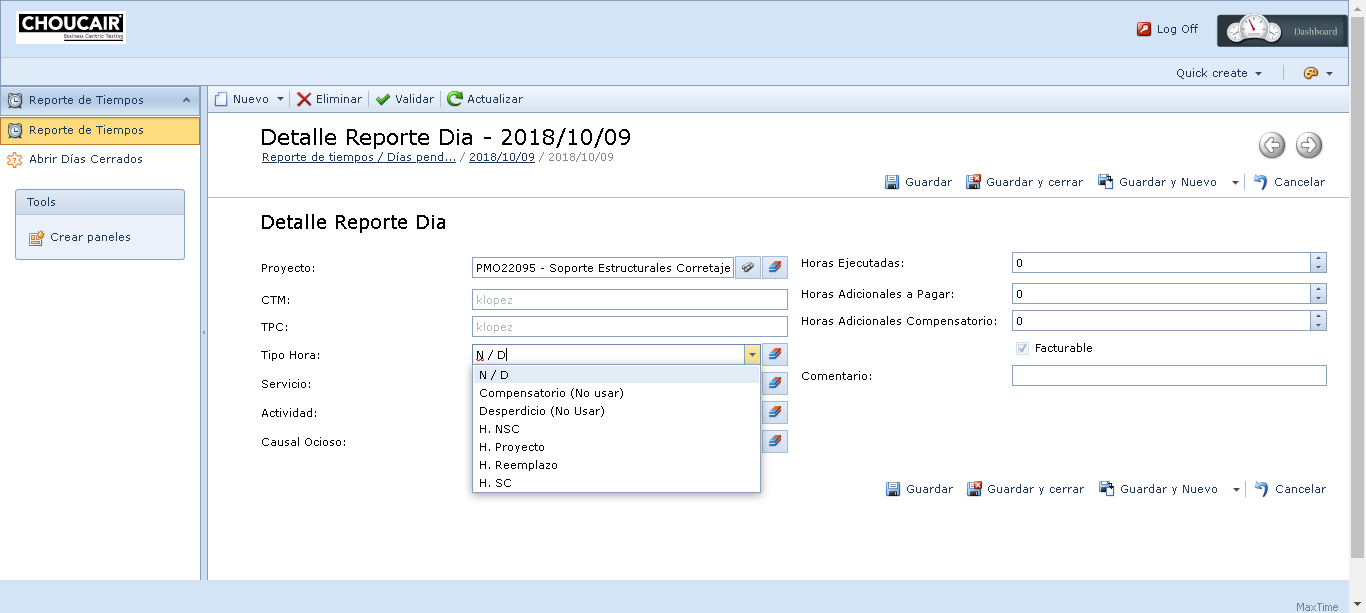 CHOUCAIR
Business Centric Testing
Log Off
Dashboard
Quick create
Reporte de Tiempos
Reporte de Tiempos
Abrir Días Cerrados
Tools
Crear paneles
Nuevo Eliminar Validar Actualizar
Detalle Reporte Dia - 2018/10/09
Reporte de tiempos / Días pend... / 2018/10/09 / 2018/10/09
Guardar Guardar y cerrar Guardar y Nuevo Cancelar
Detalle Reporte Dia
Proyecto: PMO22095 - Soporte Estructurales Corretaje
CTM: klopez
TPC: klopez
Tipo Hora: N / D
N / D
Compensatorio (No usar)
Desperdicio (No Usar)
H. NSC
H. Proyecto
H. Reemplazo
H. SC
Servicio:
Actividad:
Causal Ocioso:
Horas Ejecutadas: 0
Horas Adicionales a Pagar: 0
Horas Adicionales Compensatorio: 0
Facturable
Comentario:
Guardar Guardar y cerrar Guardar y Nuevo Cancelar
MaxTime